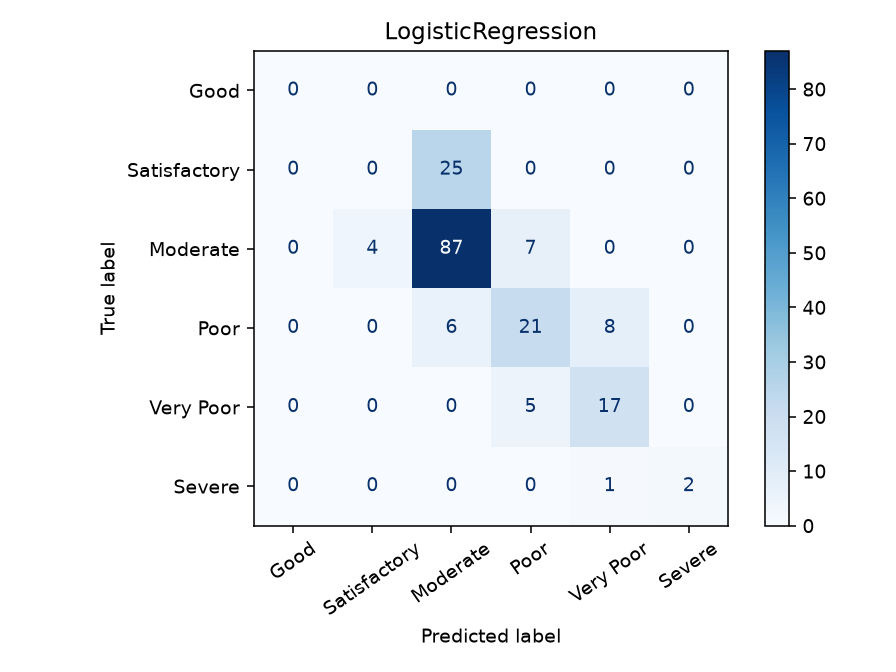 LogisticRegression
Good 0 0 0 0 0 0
Satisfactory 0 0 25 0 0 0
Moderate 0 4 87 7 0 0
Poor 0 0 6 21 8 0
Very Poor 0 0 0 5 17 0
Severe 0 0 0 0 1 2
True label
Good Satisfactory Moderate Poor Very Poor Severe
Predicted label
80
70
60
50
40
30
20
10
0